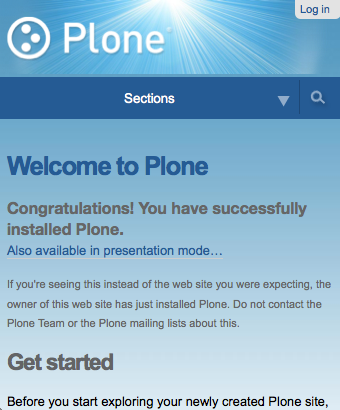 Log in
Plone®
Sections
Welcome to Plone
Congratulations! You have successfully
installed Plone.
Also available in presentation mode…
If you're seeing this instead of the web site you were expecting, the
owner of this web site has just installed Plone. Do not contact the
Plone Team or the Plone mailing lists about this.
Get started
Before you start exploring your newly created Plone site,